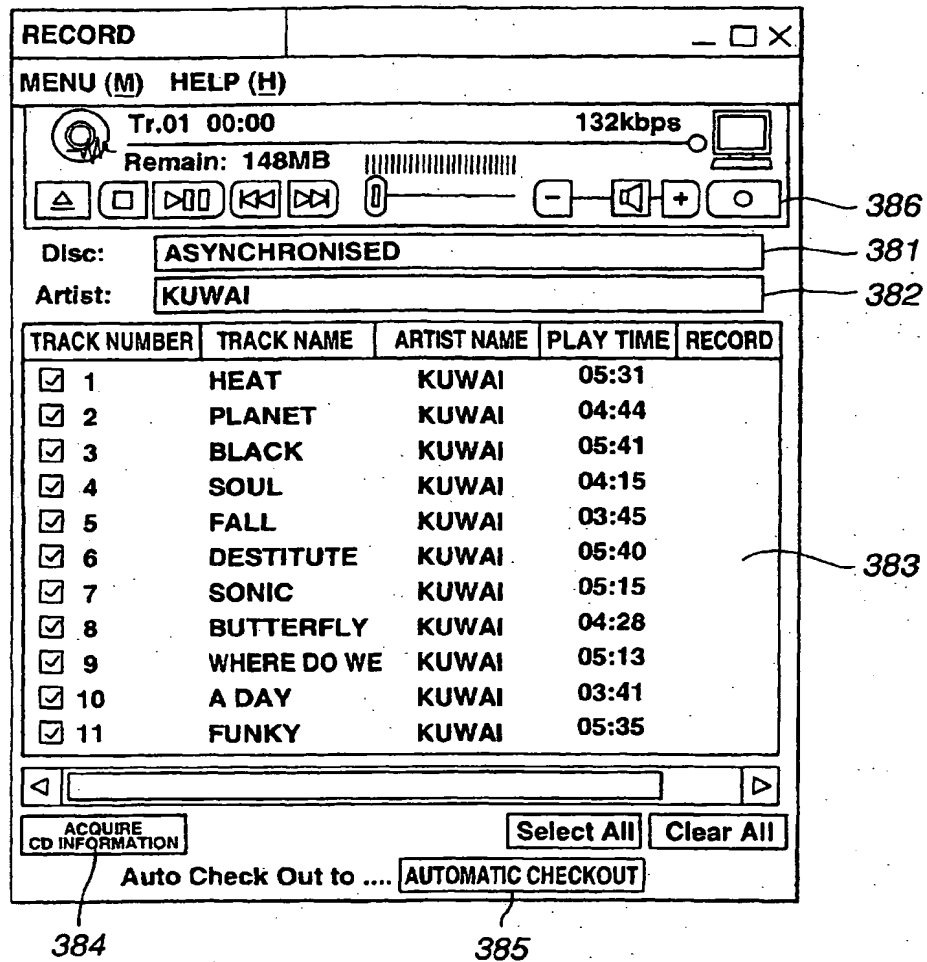 RECORD
MENU (M) HELP (H)
Tr.01 00:00 132kbps
Remain: 148MB
386
Disc: ASYNCHRONISED 381
Artist: KUWAI 382
TRACK NUMBER TRACK NAME ARTIST NAME PLAY TIME RECORD
1 HEAT KUWAI 05:31
2 PLANET KUWAI 04:44
3 BLACK KUWAI 05:41
4 SOUL KUWAI 04:15
5 FALL KUWAI 03:45
6 DESTITUTE KUWAI 05:40 383
7 SONIC KUWAI 05:15
8 BUTTERFLY KUWAI 04:28
9 WHERE DO WE KUWAI 05:13
10 A DAY KUWAI 03:41
11 FUNKY KUWAI 05:35
ACQUIRE
CD INFORMATION Select All Clear All
Auto Check Out to .... AUTOMATIC CHECKOUT
384 385